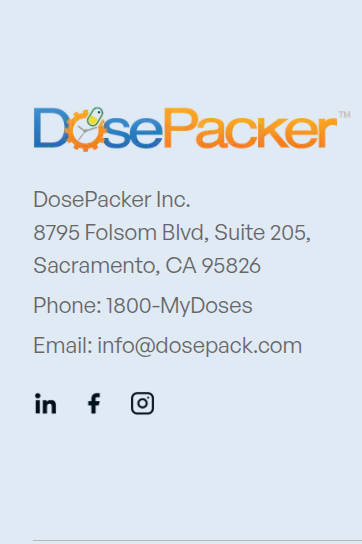 DosePacker™
DosePacker Inc.
8795 Folsom Blvd, Suite 205,
Sacramento, CA 95826
Phone: 1800-MyDoses
Email: info@dosepack.com